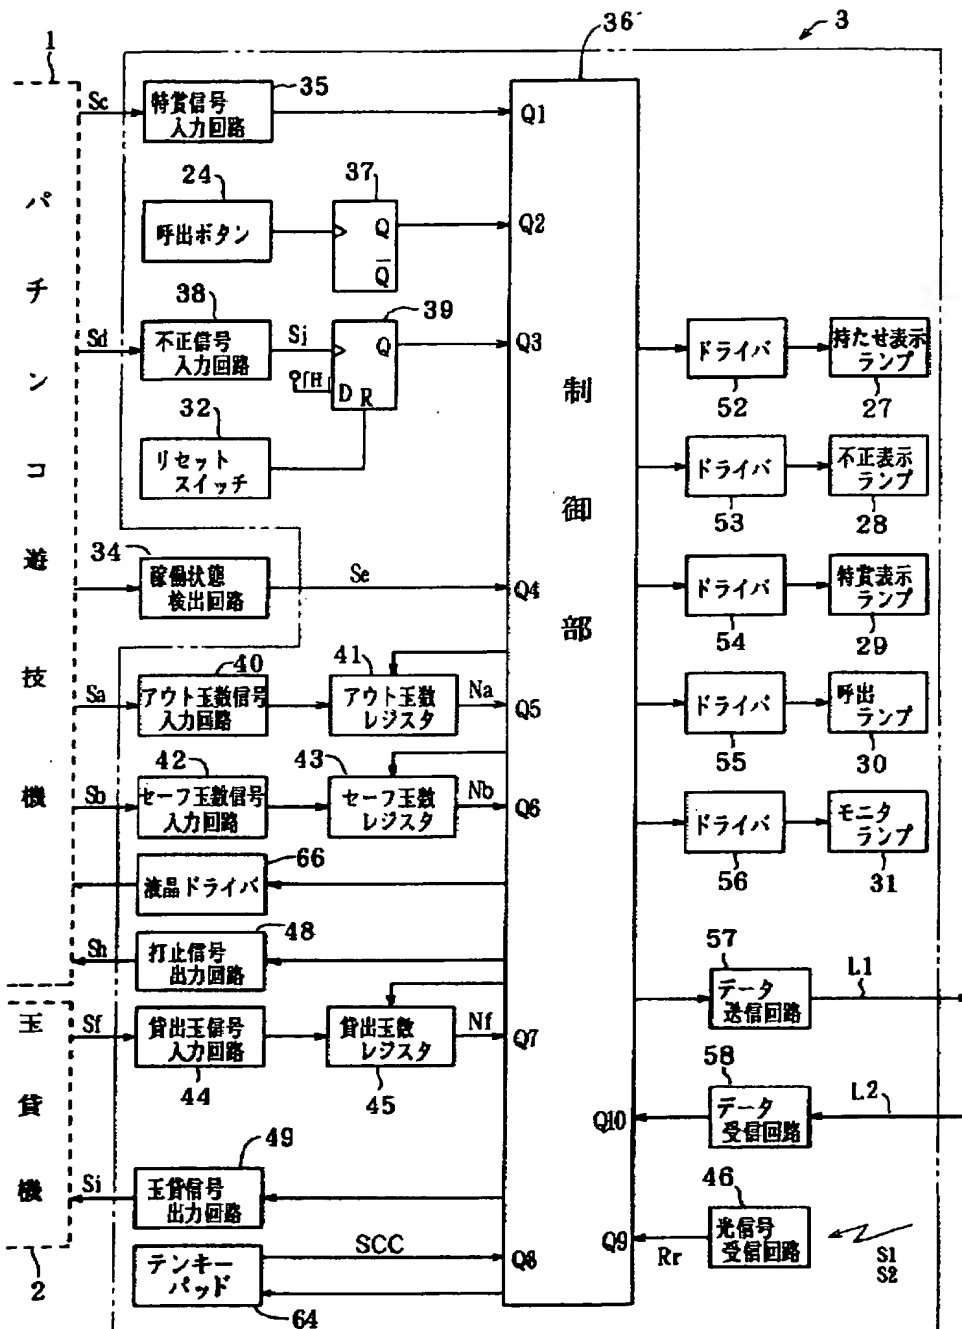 36
3
1
Sc
特賞信号
入力回路
35
Q1
24
呼出ボタン
37
Q
Q̅
Q2
38
Sd
不正信号
入力回路
Sj
39
Q
H
D
R
Q3
32
リセット
スイッチ
34
稼働状態
検出回路
Se
Q4
パチンコ遊技機
40
Sa
アウト玉数信号
入力回路
41
アウト玉数
レジスタ
Na
Q5
42
Sb
セーフ玉数信号
入力回路
43
セーフ玉数
レジスタ
Nb
Q6
66
液晶ドライバ
48
Sh
打止信号
出力回路
Sf
貸出玉信号
入力回路
44
貸出玉数
レジスタ
45
Nf
Q7
玉貸機
49
Si
玉貸信号
出力回路
2
テンキー
パッド
64
SCC
Q8
制御部
ドライバ
52
持たせ表示
ランプ
27
ドライバ
53
不正表示
ランプ
28
ドライバ
54
特賞表示
ランプ
29
ドライバ
55
呼出
ランプ
30
ドライバ
56
モニタ
ランプ
31
57
データ
送信回路
L1
58
Q10
データ
受信回路
L2
46
Q9
Rr
光信号
受信回路
S1
S2